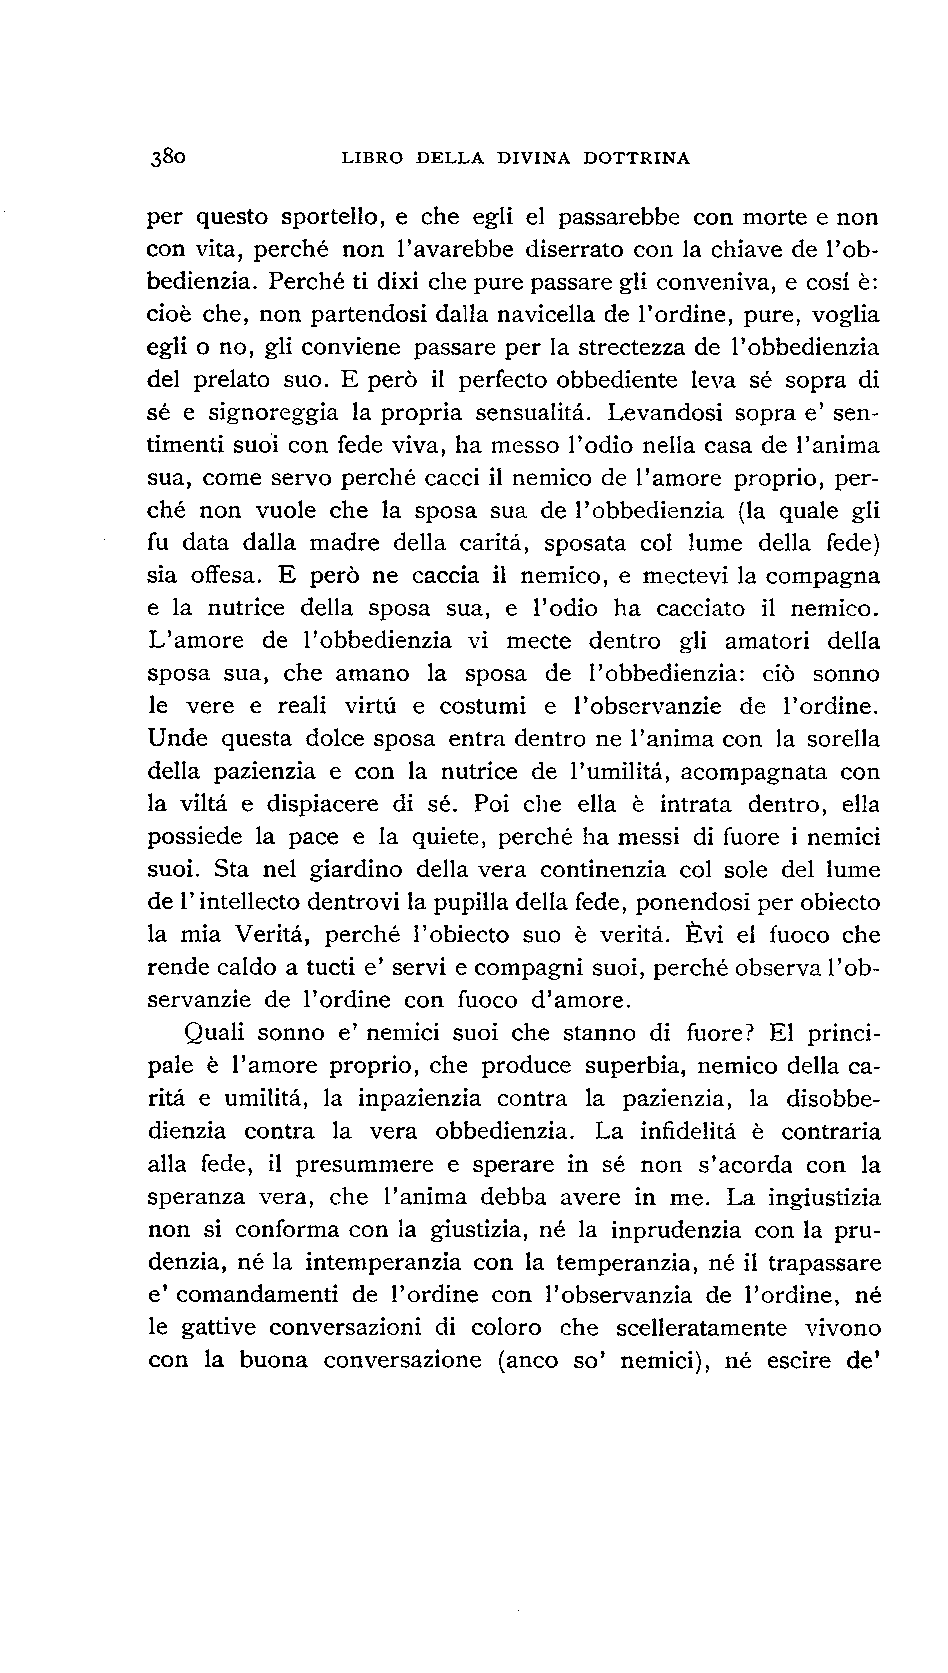 380 LIBRO DELLA DIVINA DOTTRINA
per questo sportello, e che egli el passarebbe con morte e non
con vita, perché non l'avarebbe diserrato con la chiave de l'ob-
bedienzia. Perché ti dixi che pure passare gli conveniva, e cosí è:
cioè che, non partendosi dalla navicella de l'ordine, pure, voglia
egli o no, gli conviene passare per la strectezza de l'obbedienzia
del prelato suo. E però il perfecto obbediente leva sé sopra di
sé e signoreggia la propria sensualitá. Levandosi sopra e' sen-
timenti suoi con fede viva, ha messo l'odio nella casa de l'anima
sua, come servo perché cacci il nemico de l'amore proprio, per-
ché non vuole che la sposa sua de l'obbedienzia (la quale gli
fu data dalla madre della caritá, sposata col lume della fede)
sia offesa. E però ne caccia il nemico, e mectevi la compagna
e la nutrice della sposa sua, e l'odio ha cacciato il nemico.
L'amore de l'obbedienzia vi mecte dentro gli amatori della
sposa sua, che amano la sposa de l'obbedienzia: ciò sonno
le vere e reali virtú e costumi e l'observanzie de l'ordine.
Unde questa dolce sposa entra dentro ne l'anima con la sorella
della pazienzia e con la nutrice de l'umilitá, acompagnata con
la viltá e dispiacere di sé. Poi che ella è intrata dentro, ella
possiede la pace e la quiete, perché ha messi di fuore i nemici
suoi. Sta nel giardino della vera continenzia col sole del lume
de l'intellecto dentrovi la pupilla della fede, ponendosi per obiecto
la mia Veritá, perché l'obiecto suo è veritá. Èvi el fuoco che
rende caldo a tucti e' servi e compagni suoi, perché observa l'ob-
servanzie de l'ordine con fuoco d'amore.
Quali sonno e' nemici suoi che stanno di fuore? El princi-
pale è l'amore proprio, che produce superbia, nemico della ca-
ritá e umilitá, la inpazienzia contra la pazienzia, la disobbe-
dienzia contra la vera obbedienzia. La infidelitá è contraria
alla fede, il presummere e sperare in sé non s'acorda con la
speranza vera, che l'anima debba avere in me. La ingiustizia
non si conforma con la giustizia, né la inprudenzia con la pru-
denzia, né la intemperanzia con la temperanzia, né il trapassare
e' comandamenti de l'ordine con l'observanzia de l'ordine, né
le gattive conversazioni di coloro che scelleratamente vivono
con la buona conversazione (anco so' nemici), né escire de'